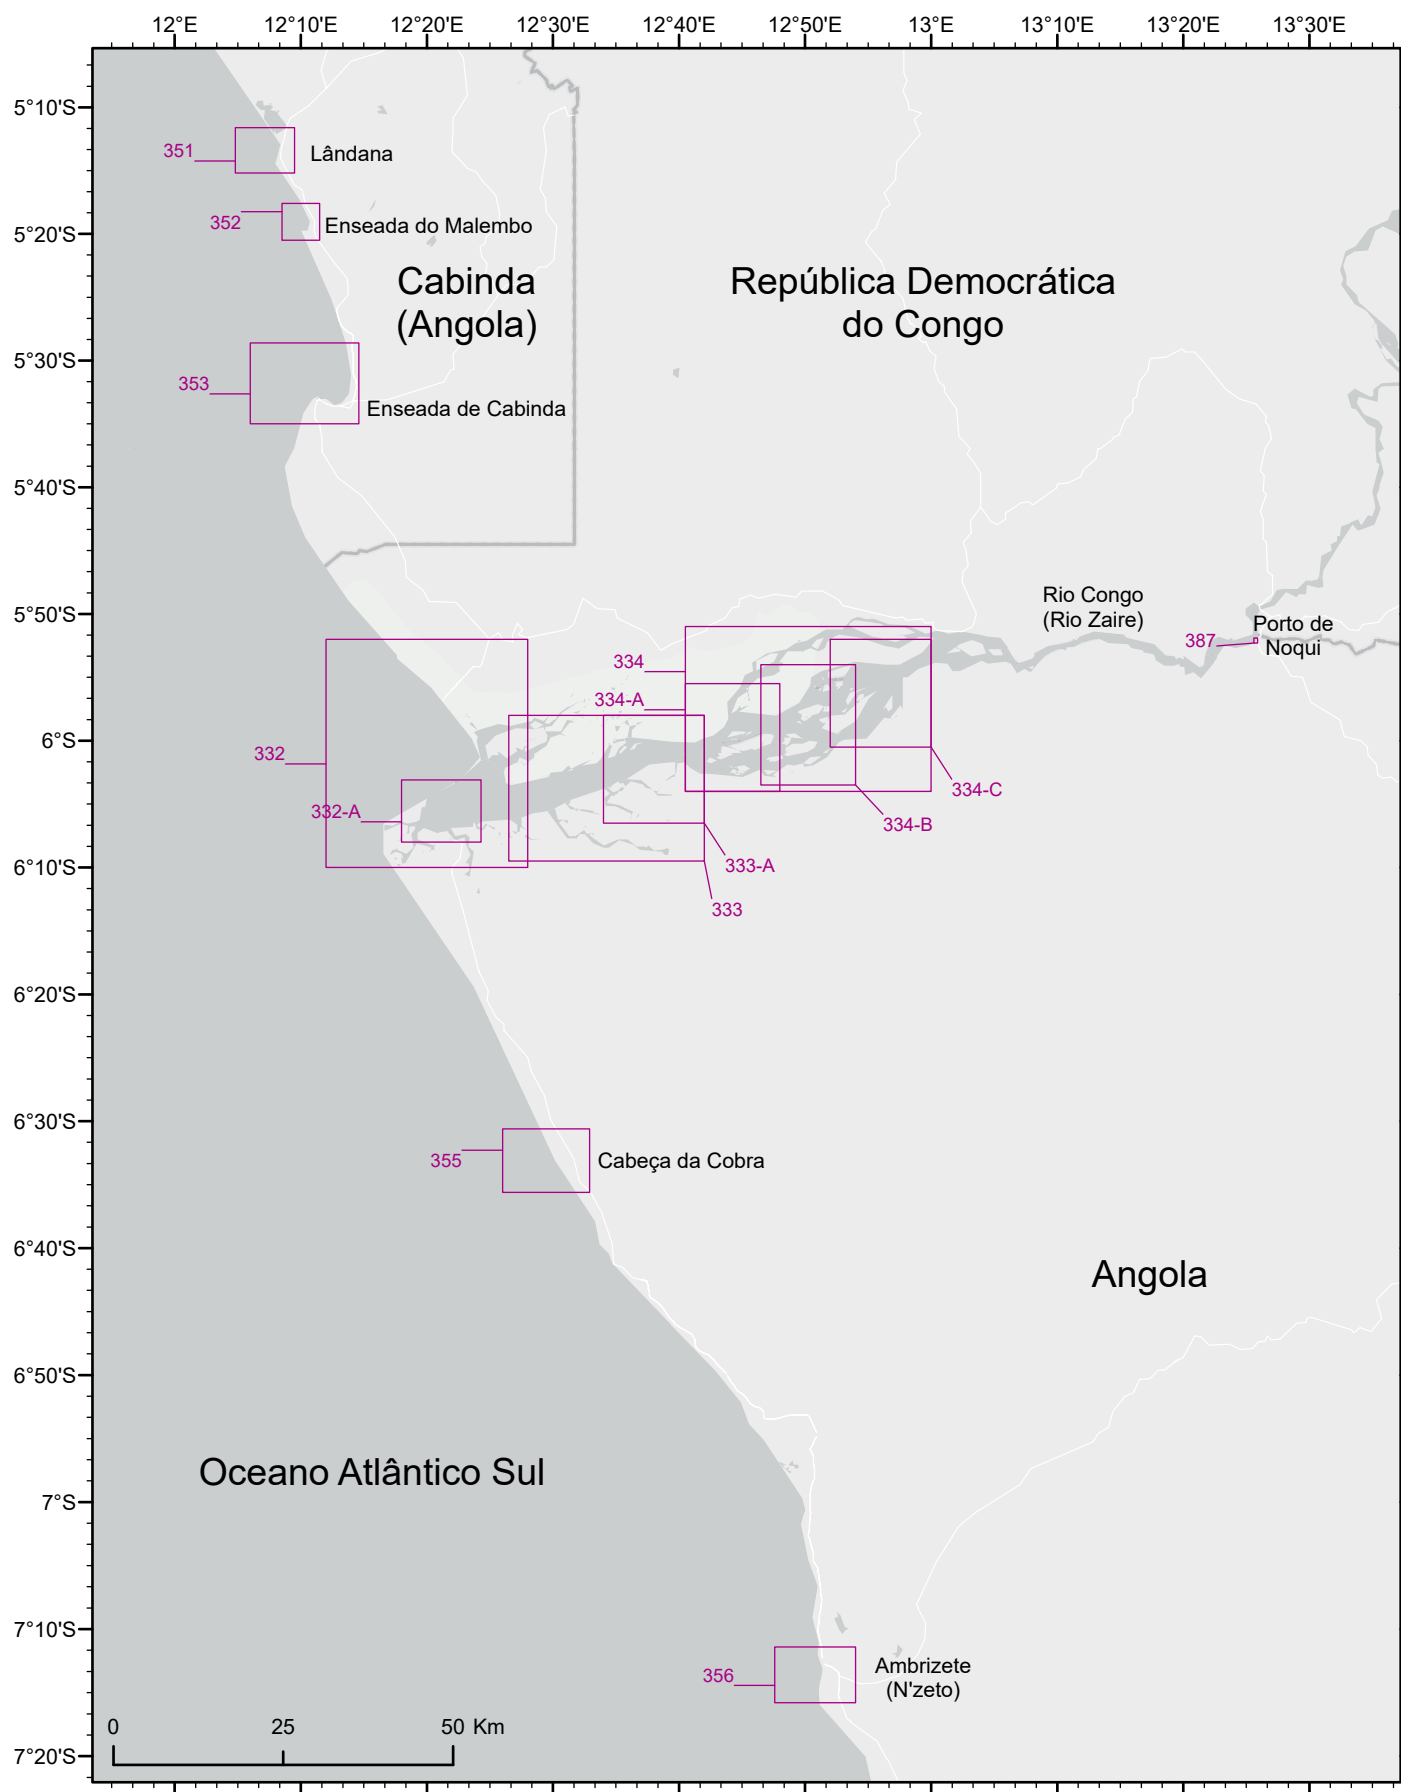 12°E
12°10'E
12°20'E
12°30'E
12°40'E
12°50'E
13°E
13°10'E
13°20'E
13°30'E
5°10'S
351
Lândana
352
Enseada do Malembo
5°20'S
Cabinda
(Angola)
República Democrática
do Congo
5°30'S
353
Enseada de Cabinda
5°40'S
5°50'S
Rio Congo
(Rio Zaire)
387
Porto de
Noqui
334
334-A
6°S
332
334-C
332-A
334-B
6°10'S
333-A
333
6°20'S
6°30'S
355
Cabeça da Cobra
6°40'S
Angola
6°50'S
Oceano Atlântico Sul
7°S
7°10'S
356
Ambrizete
(N'zeto)
0
25
50 Km
7°20'S